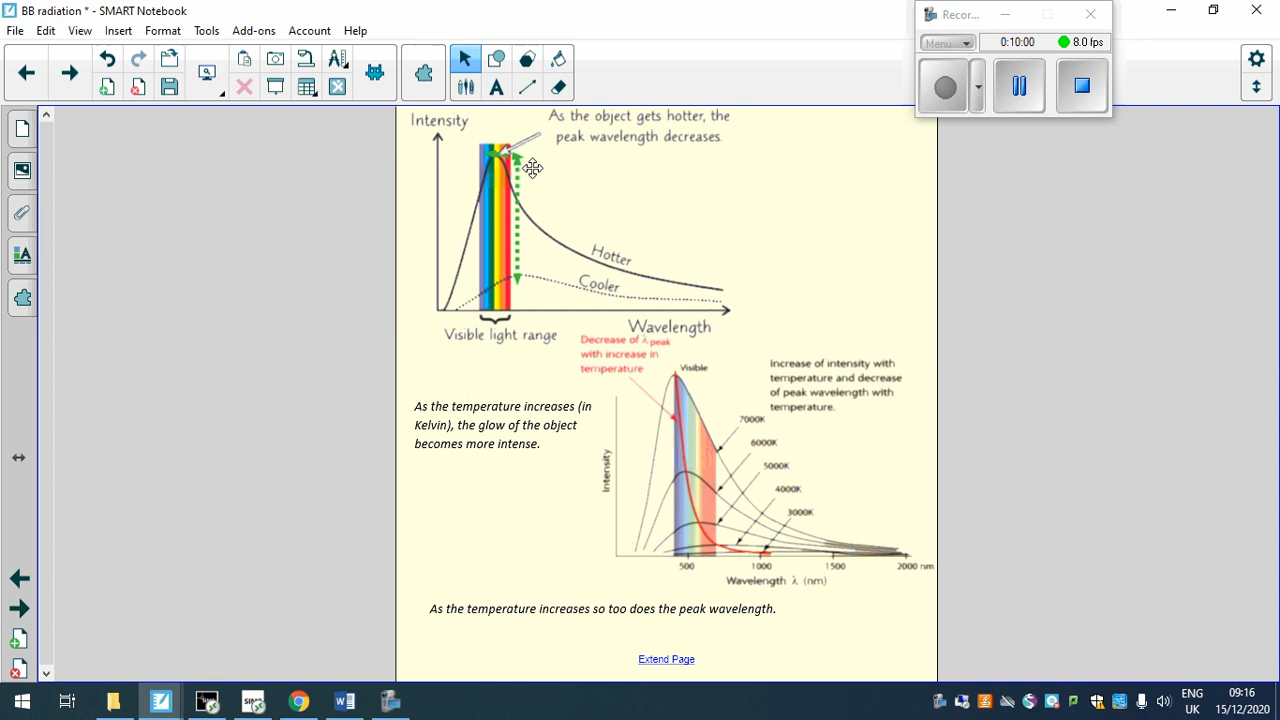 BB radiation * - SMART Notebook
Recor...
File Edit View Insert Format Tools Add-ons Account Help
Menu
0:10:00
8.0 fps
Intensity
As the object gets hotter, the
peak wavelength decreases.
Hotter
Cooler
Visible light range
Wavelength
Decrease of λ peak
with increase in
temperature
Visible
Increase of intensity with
temperature and decrease
of peak wavelength with
temperature.
As the temperature increases (in
Kelvin), the glow of the object
becomes more intense.
7000K
6000K
5000K
4000K
3000K
Intensity
500 1000 1500 2000 nm
Wavelength λ (nm)
As the temperature increases so too does the peak wavelength.
Extend Page
ENG
UK
09:16
15/12/2020